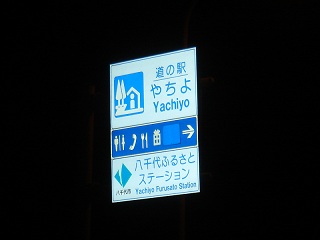 道の駅
やちよ
Yachiyo
八千代ふるさと
ステーション
Yachiyo Furusato Station
八千代市